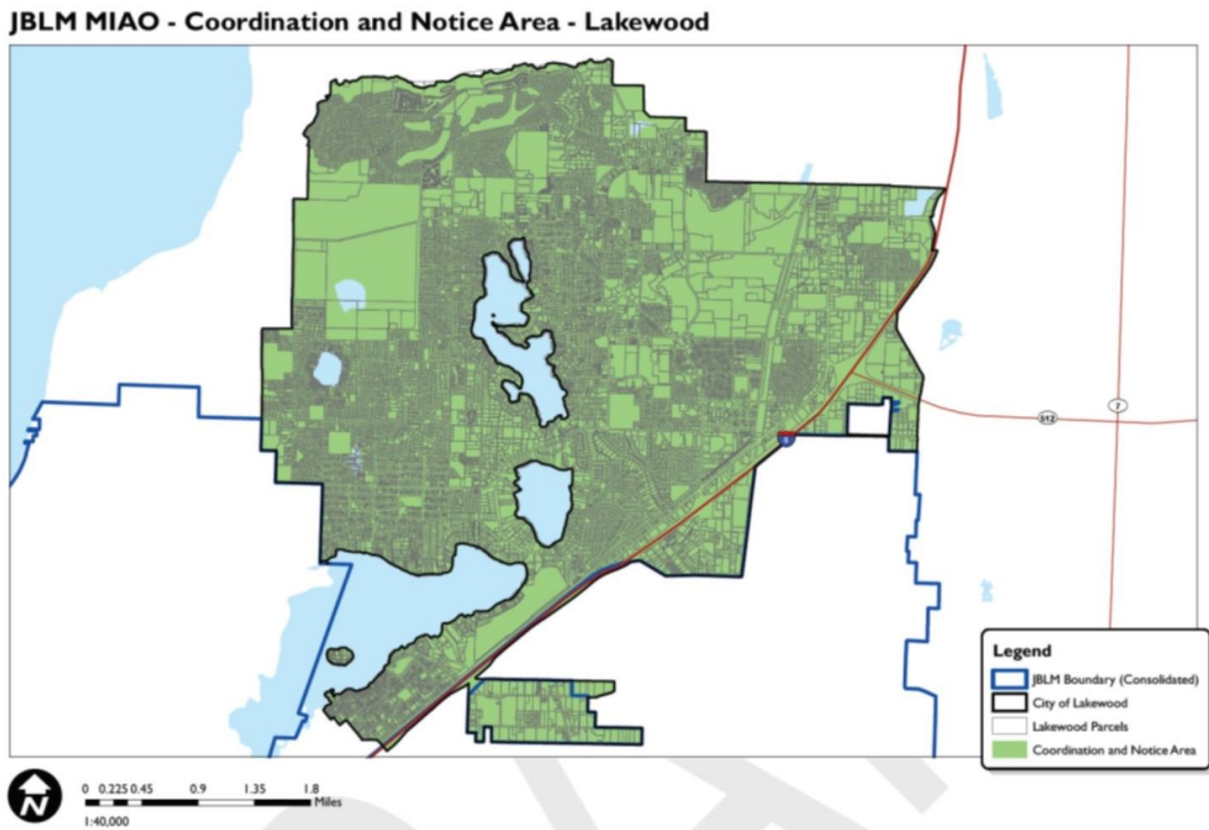 JBLM MIAO - Coordination and Notice Area - Lakewood
512
7
5
Legend
JBLM Boundary (Consolidated)
City of Lakewood
Lakewood Parcels
Coordination and Notice Area
N
0 0.225 0.45 0.9 1.35 1.8
Miles
1:40,000